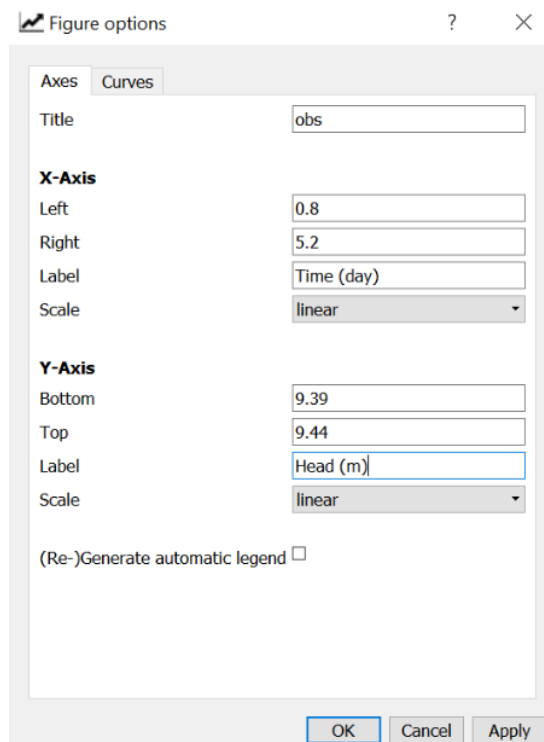 Figure options ?
Axes Curves
Title obs
X-Axis
Left 0.8
Right 5.2
Label Time (day)
Scale linear
Y-Axis
Bottom 9.39
Top 9.44
Label Head (m)
Scale linear
(Re-)Generate automatic legend
OK Cancel Apply